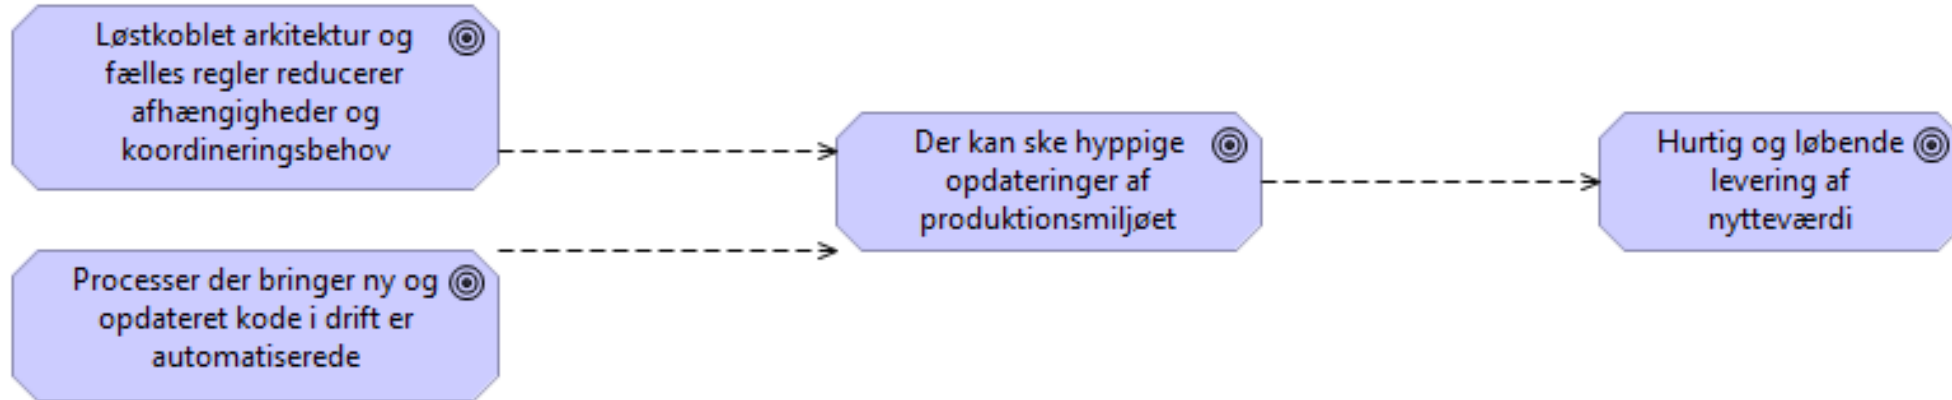 Løstkoblet arkitektur og
fælles regler reducerer
afhængigheder og
koordineringsbehov
Processer der bringer ny og
opdateret kode i drift er
automatiserede
Der kan ske hyppige
opdateringer af
produktionsmiljøet
Hurtig og løbende
levering af
nytteværdi